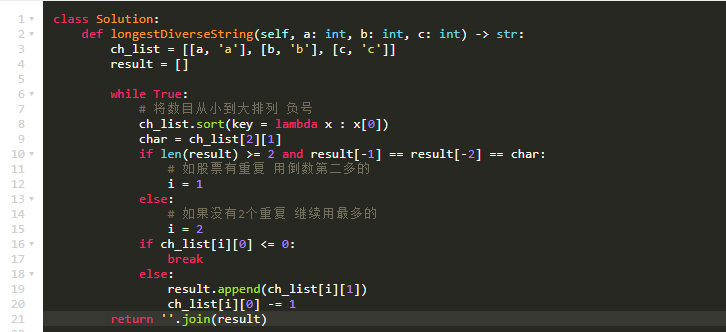 1 class Solution:
2     def longestDiverseString(self, a: int, b: int, c: int) -> str:
3         ch_list = [[a, 'a'], [b, 'b'], [c, 'c']]
4         result = []
5
6         while True:
7             # 将数目从小到大排列 负号
8             ch_list.sort(key = lambda x : x[0])
9             char = ch_list[2][1]
10             if len(result) >= 2 and result[-1] == result[-2] == char:
11                 # 如股票有重复 用倒数第二多的
12                 i = 1
13             else:
14                 # 如果没有2个重复 继续用最多的
15                 i = 2
16             if ch_list[i][0] <= 0:
17                 break
18             else:
19                 result.append(ch_list[i][1])
20                 ch_list[i][0] -= 1
21         return ''.join(result)